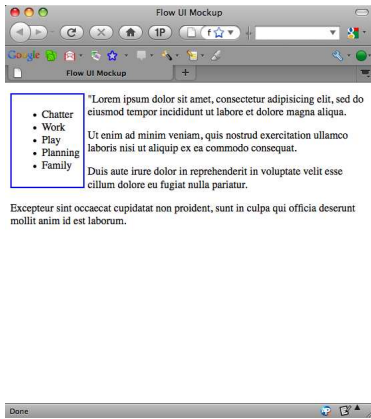 Flow UI Mockup
1P
f
Google
Flow UI Mockup
+
Chatter
Work
Play
Planning
Family
"Lorem ipsum dolor sit amet, consectetur adipisicing elit, sed do
eiusmod tempor incididunt ut labore et dolore magna aliqua.
Ut enim ad minim veniam, quis nostrud exercitation ullamco
laboris nisi ut aliquip ex ea commodo consequat.
Duis aute irure dolor in reprehenderit in voluptate velit esse
cillum dolore eu fugiat nulla pariatur.
Excepteur sint occaecat cupidatat non proident, sunt in culpa qui officia deserunt
mollit anim id est laborum.
Done